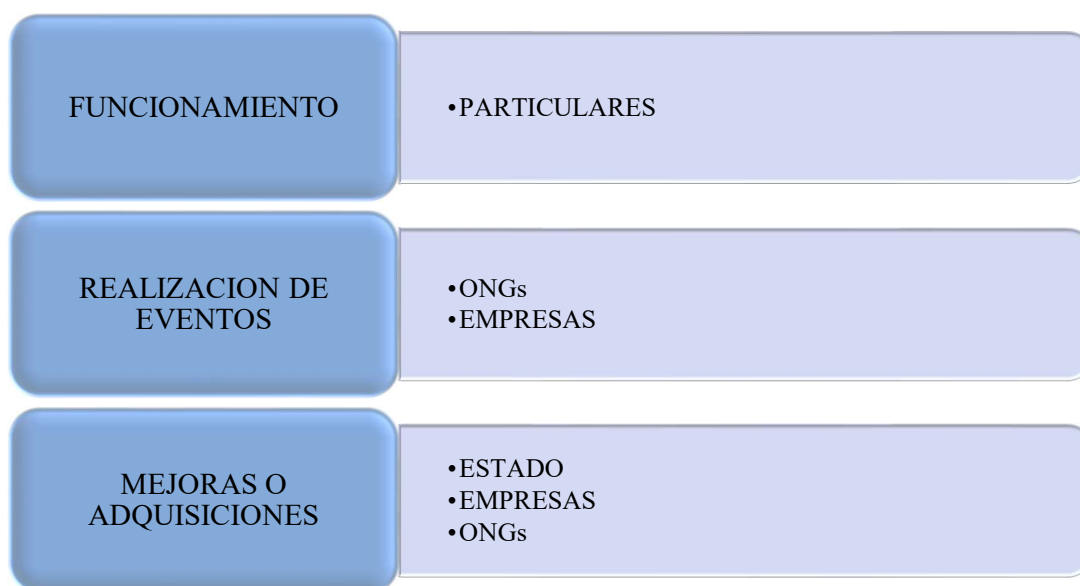 FUNCIONAMIENTO
•PARTICULARES
REALIZACION DE
EVENTOS
•ONGs
•EMPRESAS
MEJORAS O
ADQUISICIONES
•ESTADO
•EMPRESAS
•ONGs